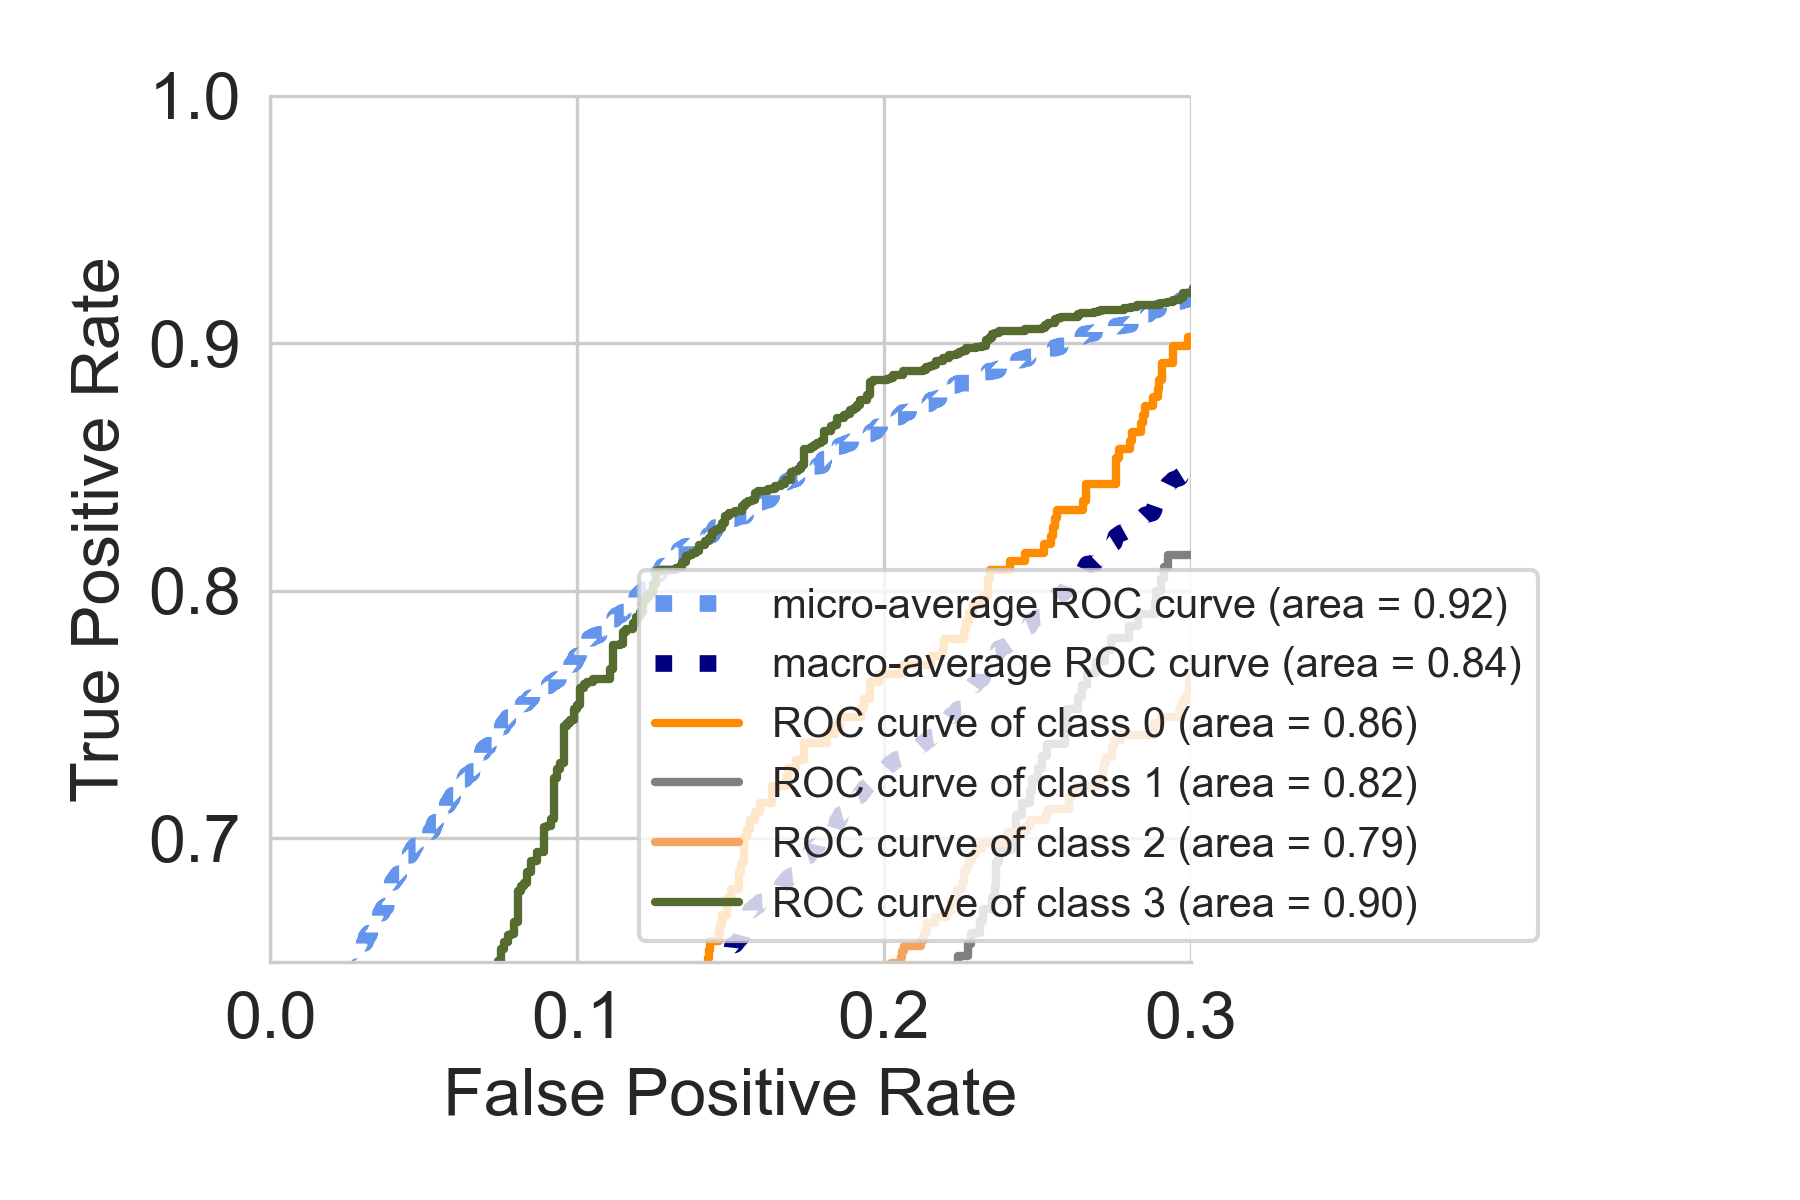 1.0
0.9
0.8
0.7
True Positive Rate
micro-average ROC curve (area = 0.92)
macro-average ROC curve (area = 0.84)
ROC curve of class 0 (area = 0.86)
ROC curve of class 1 (area = 0.82)
ROC curve of class 2 (area = 0.79)
ROC curve of class 3 (area = 0.90)
0.0 0.1 0.2 0.3
False Positive Rate